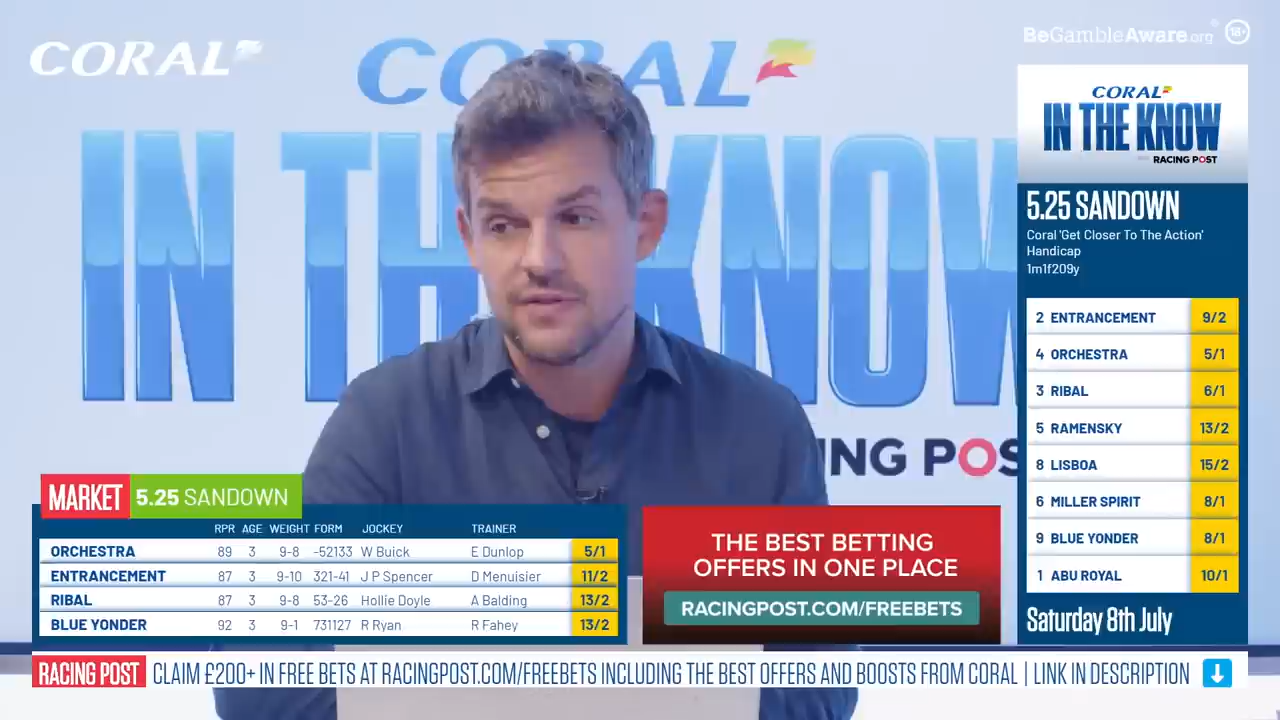 CORAL
BeGambleAware.org 18+
CORAL
IN THE KNOW
ING POS
CORAL
IN THE KNOW
RACING POST
5.25 SANDOWN
Coral 'Get Closer To The Action'
Handicap
1m1f209y
2 ENTRANCEMENT 9/2
4 ORCHESTRA 5/1
3 RIBAL 6/1
5 RAMENSKY 13/2
8 LISBOA 15/2
6 MILLER SPIRIT 8/1
9 BLUE YONDER 8/1
1 ABU ROYAL 10/1
Saturday 8th July
MARKET 5.25 SANDOWN
RPR AGE WEIGHT FORM JOCKEY TRAINER
ORCHESTRA 89 3 9-8 -52133 W Buick E Dunlop 5/1
ENTRANCEMENT 87 3 9-10 321-41 J P Spencer D Menuisier 11/2
RIBAL 87 3 9-8 53-26 Hollie Doyle A Balding 13/2
BLUE YONDER 92 3 9-1 731127 R Ryan R Fahey 13/2
THE BEST BETTING
OFFERS IN ONE PLACE
RACINGPOST.COM/FREEBETS
RACING POST CLAIM £200+ IN FREE BETS AT RACINGPOST.COM/FREEBETS INCLUDING THE BEST OFFERS AND BOOSTS FROM CORAL | LINK IN DESCRIPTION